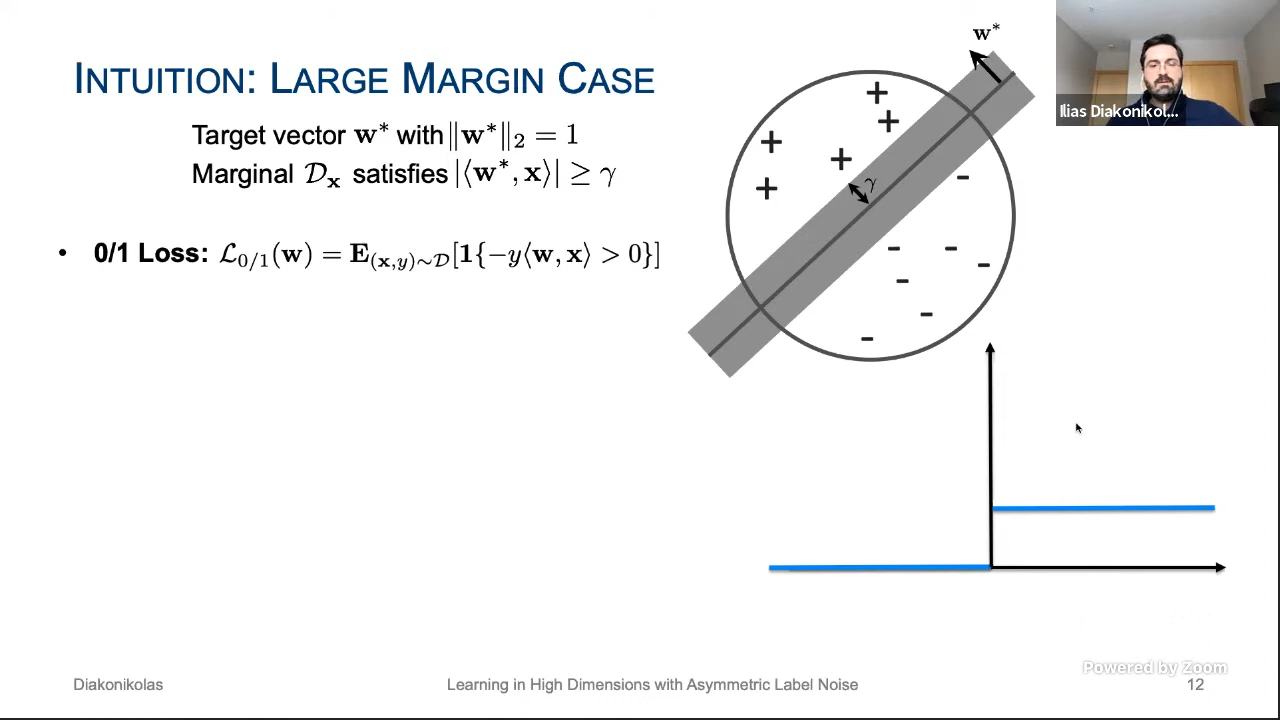 INTUITION: LARGE MARGIN CASE
Target vector w* with ‖w*‖₂ = 1
Marginal 𝒟ₓ satisfies |⟨w*, x⟩| ≥ γ
• 0/1 Loss: ℒ₀/₁(w) = E₍ₓ,y₎∼𝒟[1{−y⟨w, x⟩ > 0}]
w*
+
+
+
+
γ
+
-
-
-
-
-
-
-
Ilias Diakonikol...
Powered by Zoom
Diakonikolas
Learning in High Dimensions with Asymmetric Label Noise
12